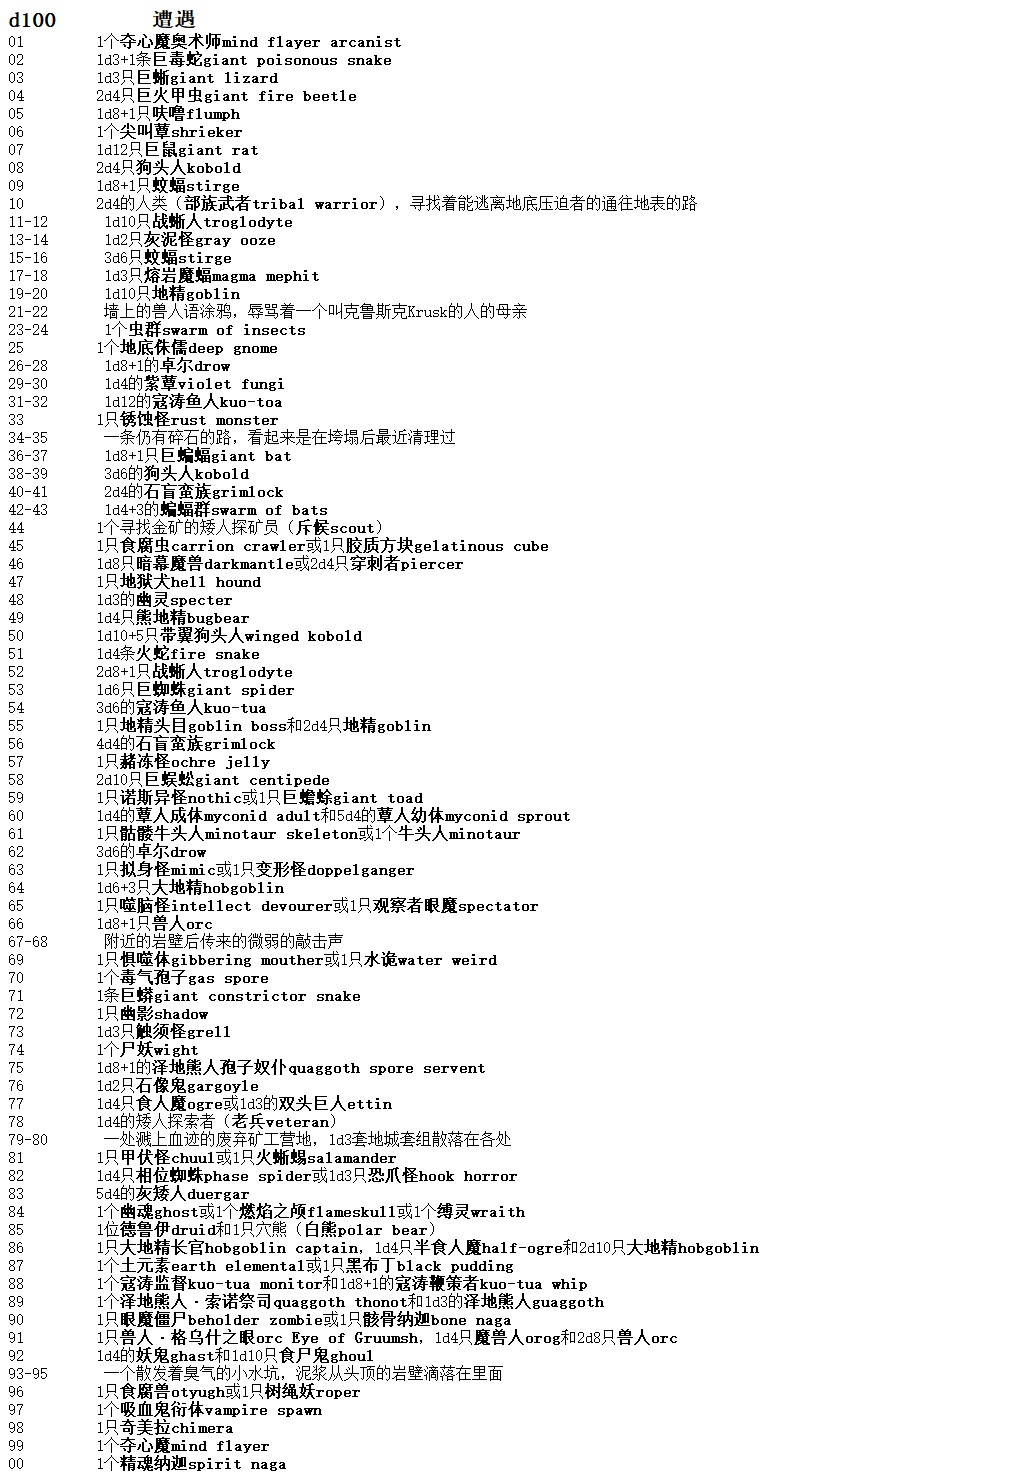 d100 遭遇
01 1个夺心魔奥术师mind flayer arcanist
02 1d3+1条巨毒蛇giant poisonous snake
03 1d3只巨蜥giant lizard
04 2d4只巨火甲虫giant fire beetle
05 1d8+1只呋噜flumph
06 1个尖叫蕈shrieker
07 1d12只巨鼠giant rat
08 2d4只狗头人kobold
09 1d8+1只蚊蝠stirge
10 2d4的人类（部族武者tribal warrior），寻找着能逃离地底压迫者的通往地表的路
11-12 1d10只战蜥人troglodyte
13-14 1d2只灰泥怪gray ooze
15-16 3d6只蚊蝠stirge
17-18 1d3只熔岩魔蝠magma mephit
19-20 1d10只地精goblin
21-22 墙上的兽人语涂鸦，辱骂着一个叫克鲁斯克Krusk的人的母亲
23-24 1个虫群swarm of insects
25 1个地底侏儒deep gnome
26-28 1d8+1的卓尔drow
29-30 1d4的紫蕈violet fungi
31-32 1d12的寇涛鱼人kuo-toa
33 1只锈蚀怪rust monster
34-35 一条仍有碎石的路，看起来是在垮塌后最近清理过
36-37 1d8+1只巨蝙蝠giant bat
38-39 3d6的狗头人kobold
40-41 2d4的石盲蛮族grimlock
42-43 1d4+3的蝙蝠群swarm of bats
44 1个寻找金矿的矮人探矿员（斥候scout）
45 1只食腐虫carrion crawler或1只胶质方块gelatinous cube
46 1d8只暗幕魔兽darkmantle或2d4只穿刺者piercer
47 1只地狱犬hell hound
48 1d3的幽灵specter
49 1d4只熊地精bugbear
50 1d10+5只带翼狗头人winged kobold
51 1d4条火蛇fire snake
52 2d8+1只战蜥人troglodyte
53 1d6只巨蜘蛛giant spider
54 3d6的寇涛鱼人kuo-tua
55 1只地精头目goblin boss和2d4只地精goblin
56 4d4的石盲蛮族grimlock
57 1只赭冻怪ochre jelly
58 2d10只巨蜈蚣giant centipede
59 1只诺斯异怪nothic或1只巨蟾蜍giant toad
60 1d4的蕈人成体myconid adult和5d4的蕈人幼体myconid sprout
61 1只骷髅牛头人minotaur skeleton或1个牛头人minotaur
62 3d6的卓尔drow
63 1只拟身怪mimic或1只变形怪doppelganger
64 1d6+3只大地精hobgoblin
65 1只噬脑怪intellect devourer或1只观察者眼魔spectator
66 1d8+1只兽人orc
67-68 附近的岩壁后传来的微弱的敲击声
69 1只惧噬体gibbering mouther或1只水诡water weird
70 1个毒气孢子gas spore
71 1条巨蟒giant constrictor snake
72 1只幽影shadow
73 1d3只触须怪grell
74 1个尸妖wight
75 1d8+1的泽地熊人孢子奴仆quaggoth spore servent
76 1d2只石像鬼gargoyle
77 1d4只食人魔ogre或1d3的双头巨人ettin
78 1d4的矮人探索者（老兵veteran）
79-80 一处溅上血迹的废弃矿工营地，1d3套地城套组散落在各处
81 1只甲伏怪chuul或1只火蜥蜴salamander
82 1d4只相位蜘蛛phase spider或1d3只恐爪怪hook horror
83 5d4的灰矮人duergar
84 1个幽魂ghost或1个燃焰之颅flameskull或1个缚灵wraith
85 1位德鲁伊druid和1只穴熊（白熊polar bear）
86 1只大地精长官hobgoblin captain，1d4只半食人魔half-ogre和2d10只大地精hobgoblin
87 1个土元素earth elemental或1只黑布丁black pudding
88 1个寇涛监督kuo-tua monitor和1d8+1的寇涛鞭策者kuo-tua whip
89 1个泽地熊人·索诺祭司quaggoth thonot和1d3的泽地熊人guaggoth
90 1只眼魔僵尸beholder zombie或1只骸骨纳迦bone naga
91 1只兽人·格乌什之眼orc Eye of Gruumsh，1d4只魔兽人orog和2d8只兽人orc
92 1d4的妖鬼ghast和1d10只食尸鬼ghoul
93-95 一个散发着臭气的小水坑，泥浆从头顶的岩壁滴落在里面
96 1只食腐兽otyugh或1只树绳妖roper
97 1个吸血鬼衍体vampire spawn
98 1只奇美拉chimera
99 1个夺心魔mind flayer
00 1个精魂纳迦spirit naga